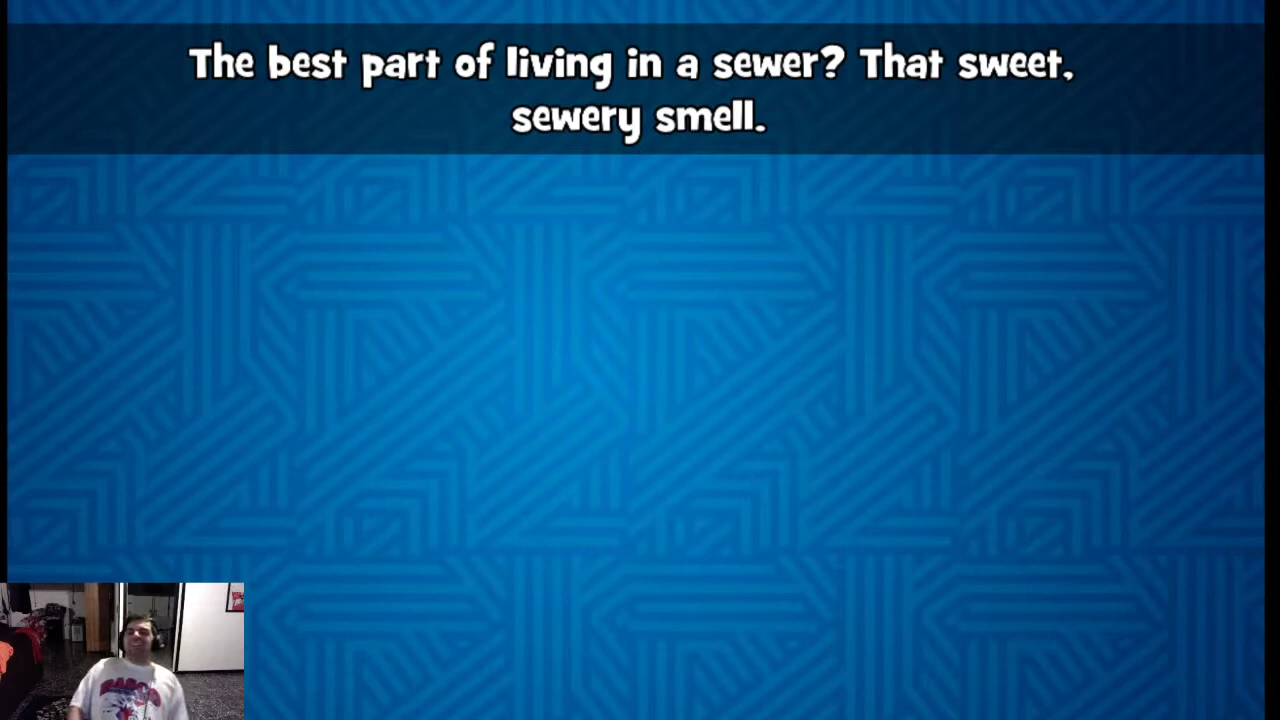 The best part of living in a sewer? That sweet,
sewery smell.